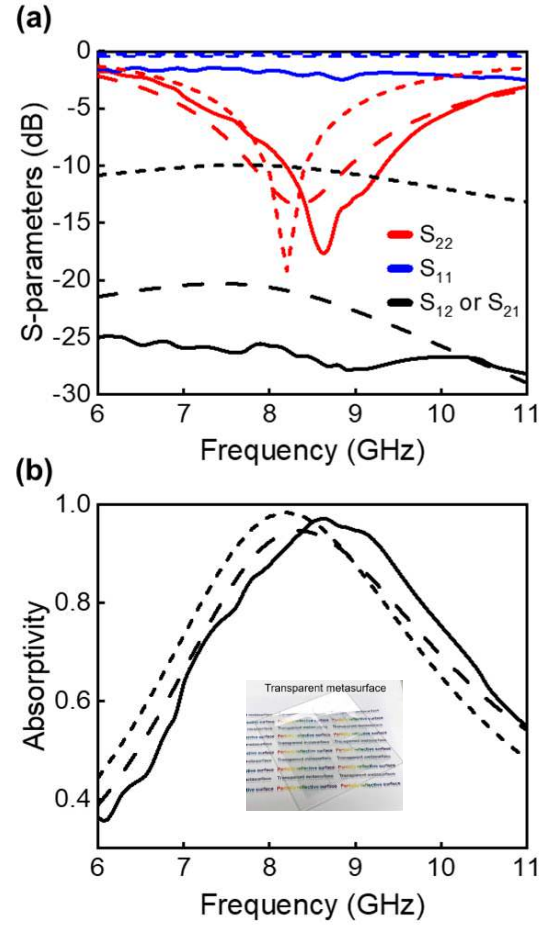 (a)
0
-5
-10
-15
-20
-25
-30
S-parameters (dB)
S22
S11
S12 or S21
6 7 8 9 10 11
Frequency (GHz)
(b)
1.0
0.8
0.6
0.4
Absorptivity
Transparent metasurface
6 7 8 9 10 11
Frequency (GHz)